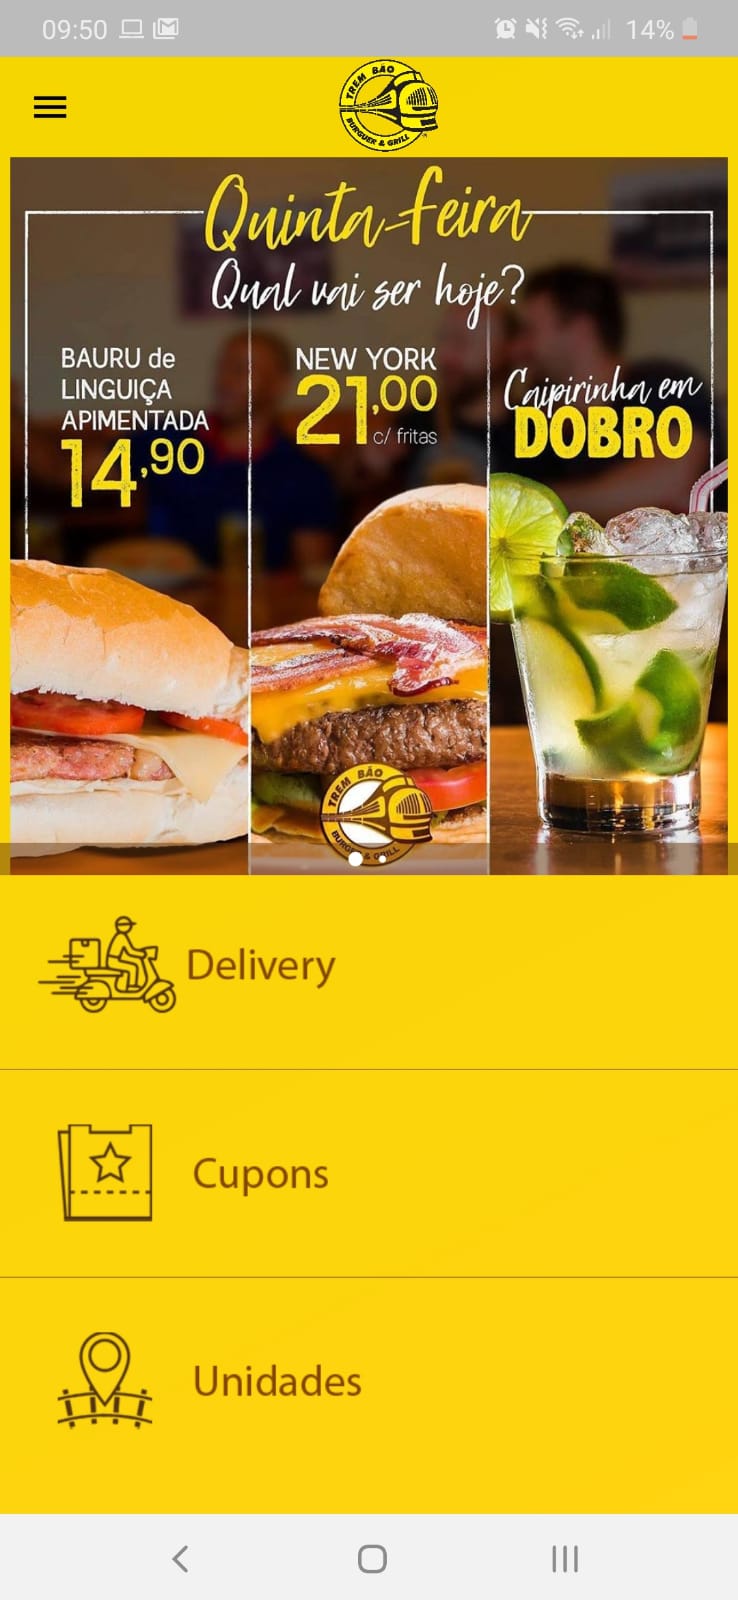 09:50
14%
TREM BÃO
BURGUER & GRILL
Quinta-feira
Qual vai ser hoje?
BAURU de
LINGUIÇA
APIMENTADA
14,90
NEW YORK
21,00
c/ fritas
Caipirinha em
DOBRO
TREM BÃO
BURGER & GRILL
Delivery
Cupons
Unidades